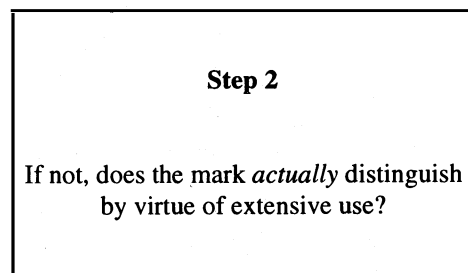 Step 2
If not, does the mark actually distinguish
by virtue of extensive use?